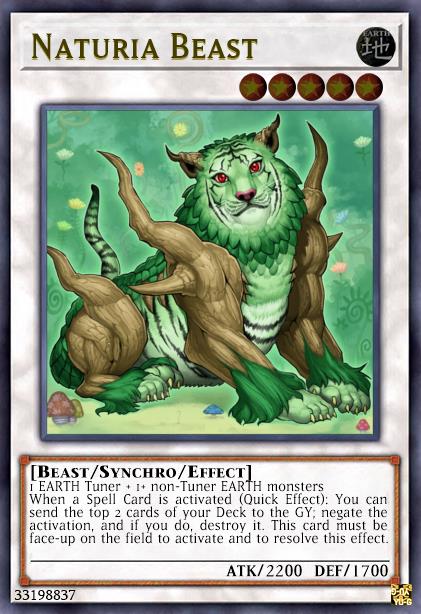 NATURIA BEAST
EARTH
地
[BEAST/SYNCHRO/EFFECT]
1 EARTH Tuner + 1+ non-Tuner EARTH monsters
When a Spell Card is activated (Quick Effect): You can
send the top 2 cards of your Deck to the GY; negate
the activation, and if you do, destroy it. This card must be
face-up on the field to activate and to resolve this effect.
ATK/2200 DEF/1700
33198837